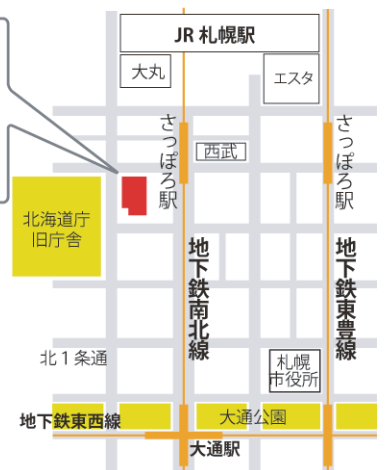 JR 札幌駅
大丸
エスタ
さっぽろ駅
西武
さっぽろ駅
北海道庁
旧庁舎
地下鉄南北線
地下鉄東豊線
北1条通
札幌
市役所
地下鉄東西線
大通公園
大通駅